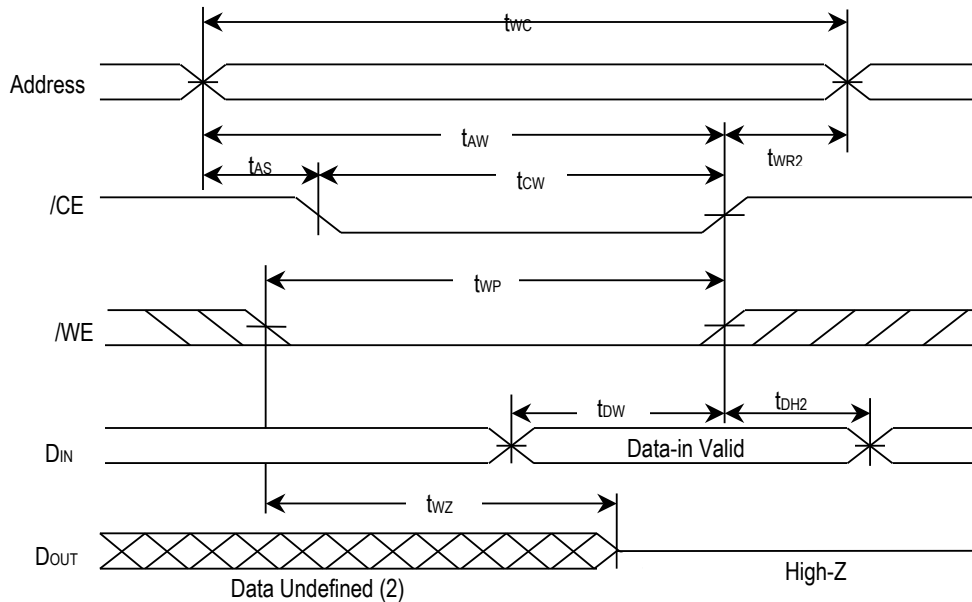 tWC
Address
tAW
tWR2
tAS
tCW
/CE
tWP
/WE
tDW
tDH2
DIN
Data-in Valid
tWZ
DOUT
High-Z
Data Undefined (2)